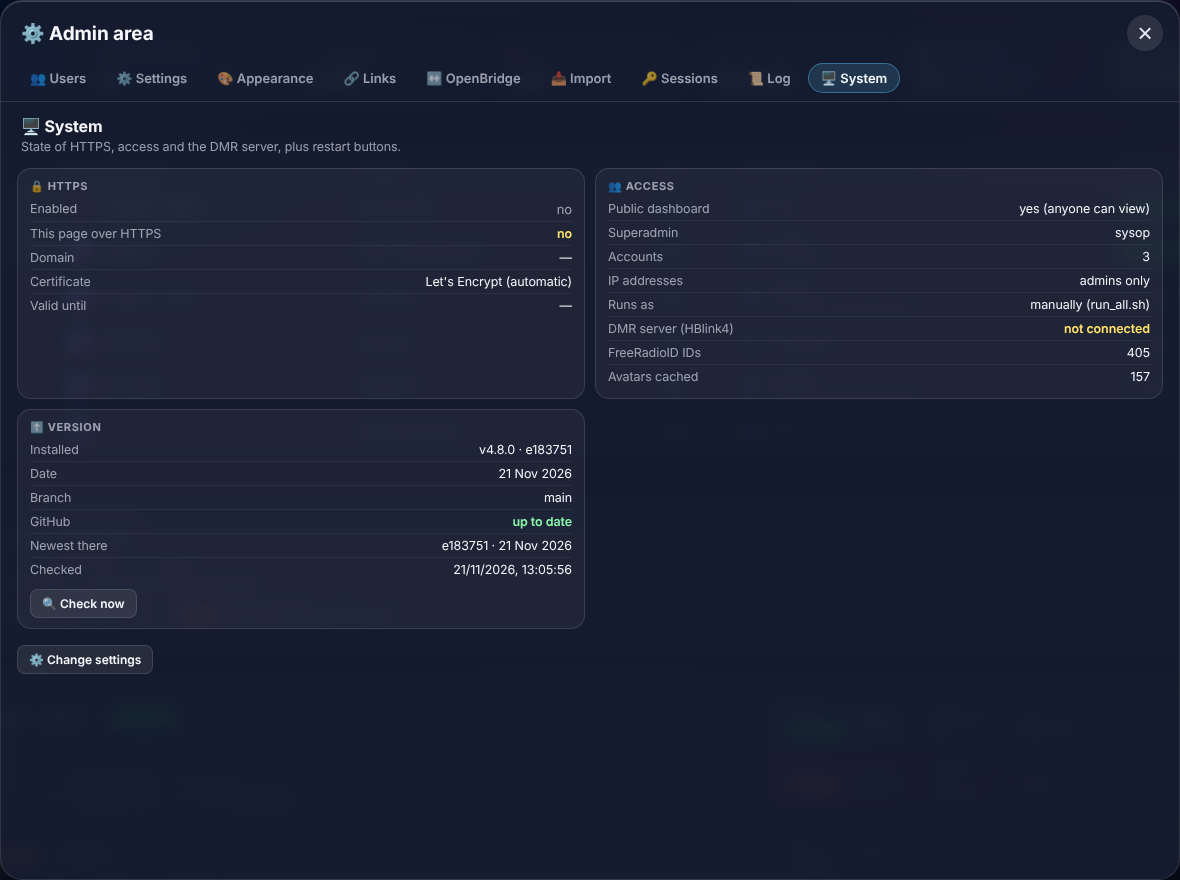 ⚙️ Admin area
✕
👥 Users ⚙️ Settings 🎨 Appearance 🔗 Links ↔️ OpenBridge 📥 Import 🔑 Sessions 📜 Log 🖥️ System
🖥️ System
State of HTTPS, access and the DMR server, plus restart buttons.
🔒 HTTPS
Enabled no
This page over HTTPS no
Domain —
Certificate Let's Encrypt (automatic)
Valid until —
👥 ACCESS
Public dashboard yes (anyone can view)
Superadmin sysop
Accounts 3
IP addresses admins only
Runs as manually (run_all.sh)
DMR server (HBlink4) not connected
FreeRadioID IDs 405
Avatars cached 157
⬆️ VERSION
Installed v4.8.0 · e183751
Date 21 Nov 2026
Branch main
GitHub up to date
Newest there e183751 · 21 Nov 2026
Checked 21/11/2026, 13:05:56
🔍 Check now
⚙️ Change settings